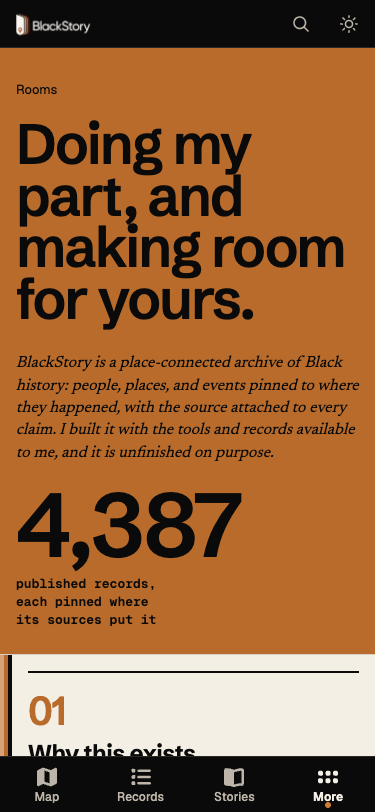 BlackStory
Rooms
Doing my
part, and
making room
for yours.
BlackStory is a place-connected archive of Black
history: people, places, and events pinned to where
they happened, with the source attached to every
claim. I built it with the tools and records available
to me, and it is unfinished on purpose.
4,387
published records,
each pinned where
its sources put it
01
Why this exists
Map
Records
Stories
More